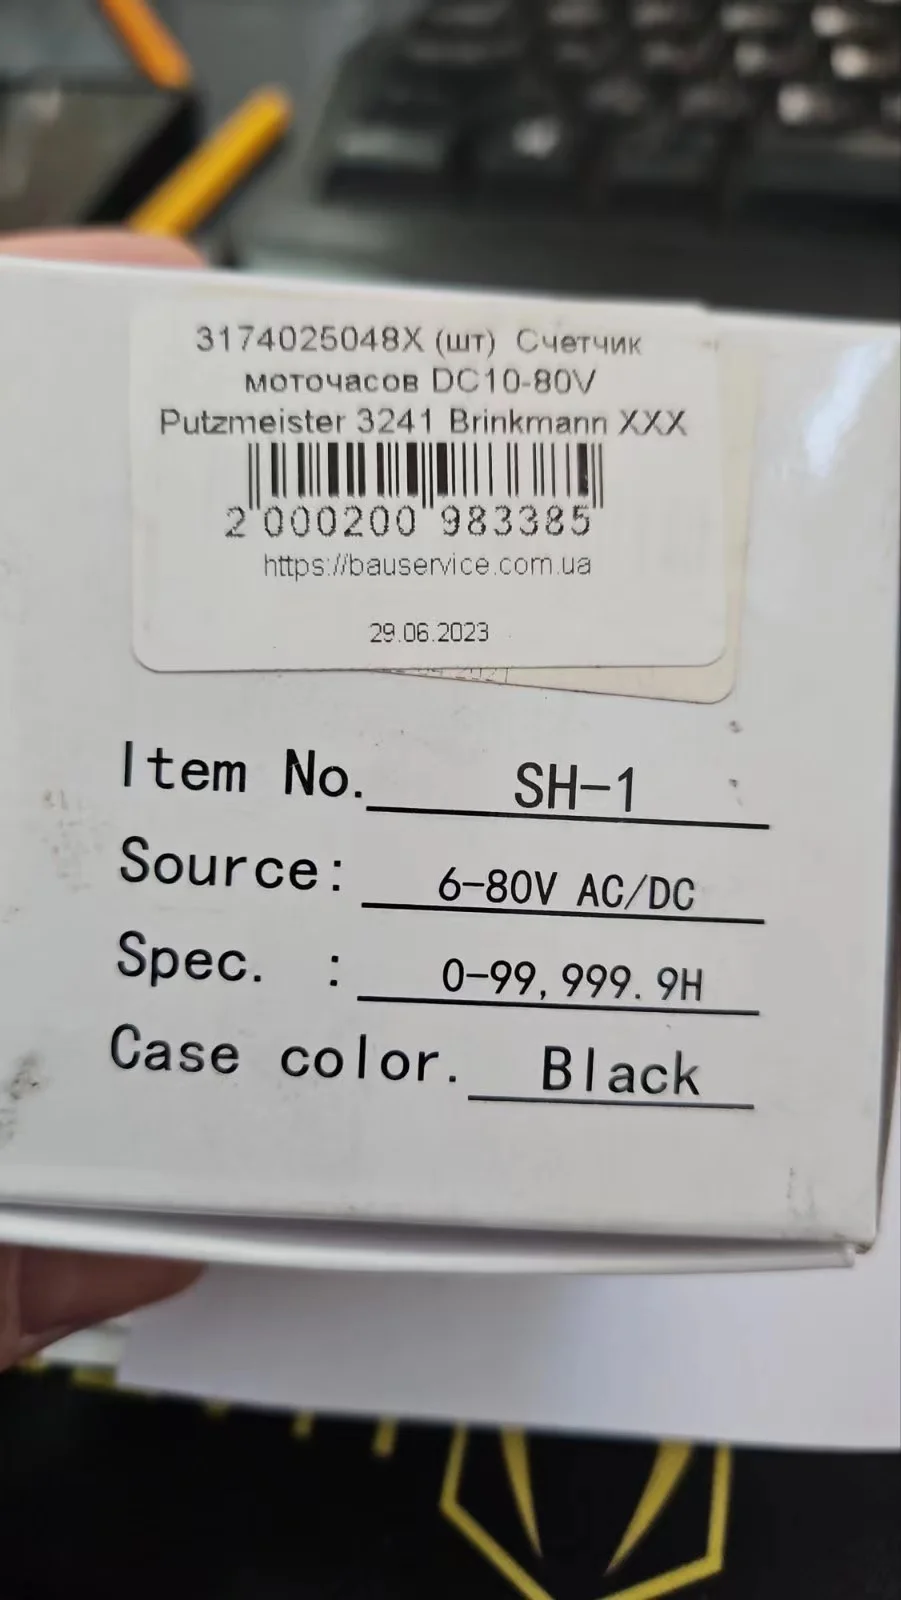 3174025048X (шт) Счетчик
моточасов DC10-80V
Putzmeister 3241 Brinkmann XXX
2 000200 983385
https://bauservice.com.ua
29.06.2023
Item No. SH-1
Source: 6-80V AC/DC
Spec. : 0-99,999.9H
Case color. Black